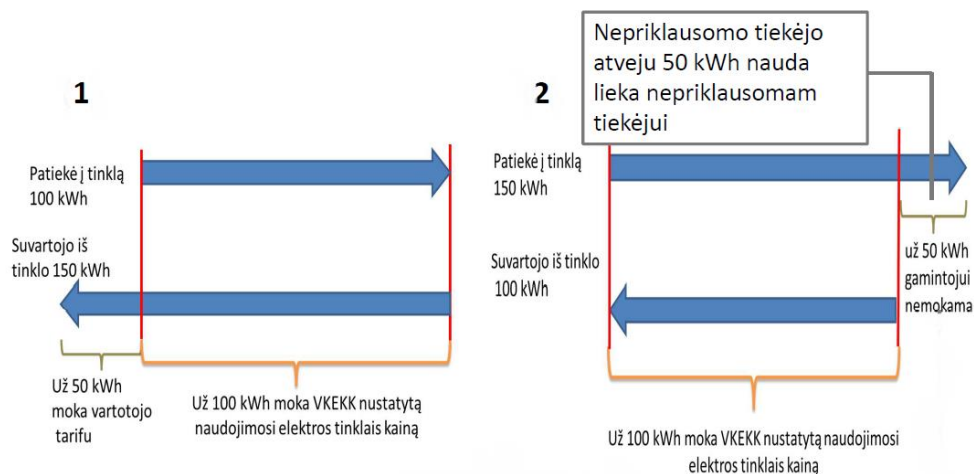 1
Patiekė į tinklą
100 kWh
Suvartojo iš
tinklo 150 kWh
Už 50 kWh
moka vartotojo
tarifu
Už 100 kWh moka VKEKK nustatytą
naudojimosi elektros tinklais kainą
2
Nepriklausomo tiekėjo
atveju 50 kWh nauda
lieka nepriklausomam
tiekėjui
Patiekė į tinklą
150 kWh
Suvartojo iš tinklo
100 kWh
už 50 kWh
gamintojui
nemokama
Už 100 kWh moka VKEKK nustatytą naudojimosi
elektros tinklais kainą